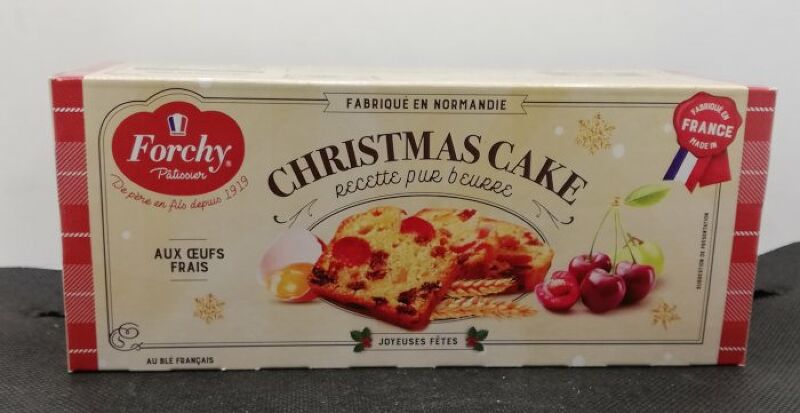 FABRIQUÉ EN NORMANDIE
Forchy
Pâtissier
De père en fils depuis 1919
CHRISTMAS CAKE
RECETTE PUR BEURRE
FABRIQUÉ EN
FRANCE
MADE IN
AUX ŒUFS
FRAIS
SUGGESTION DE PRÉSENTATION
JOYEUSES FÊTES
AU BLÉ FRANÇAIS